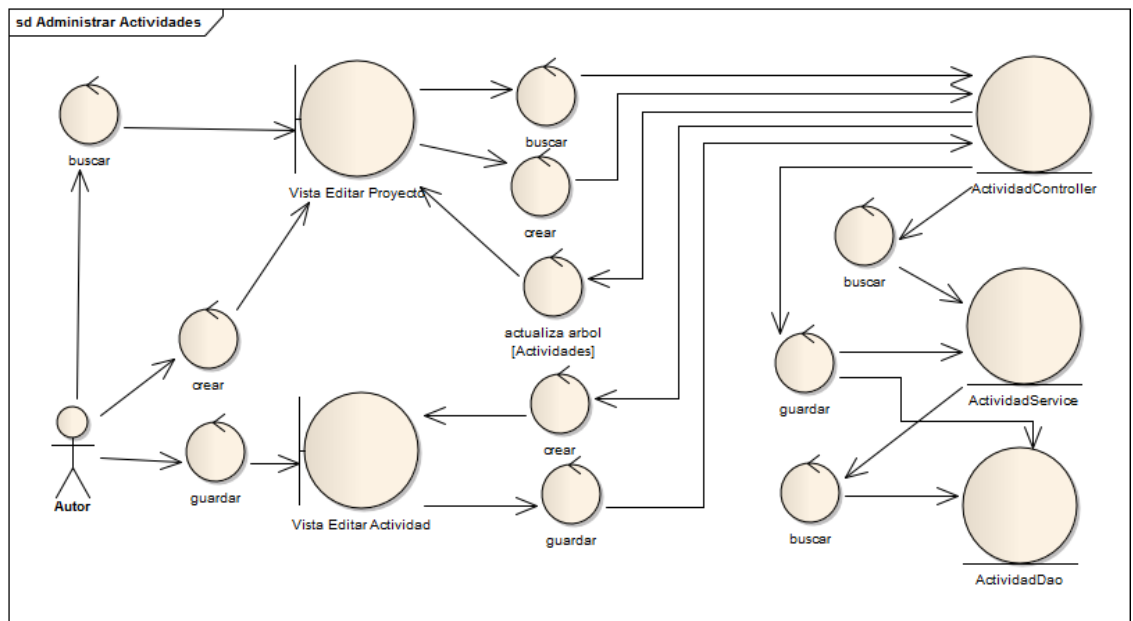 sd Administrar Actividades
buscar
Vista Editar Proyecto
buscar
crear
ActividadController
buscar
crear
actualiza arbol
[Actividades]
guardar
ActividadService
Autor
guardar
Vista Editar Actividad
crear
guardar
buscar
ActividadDao